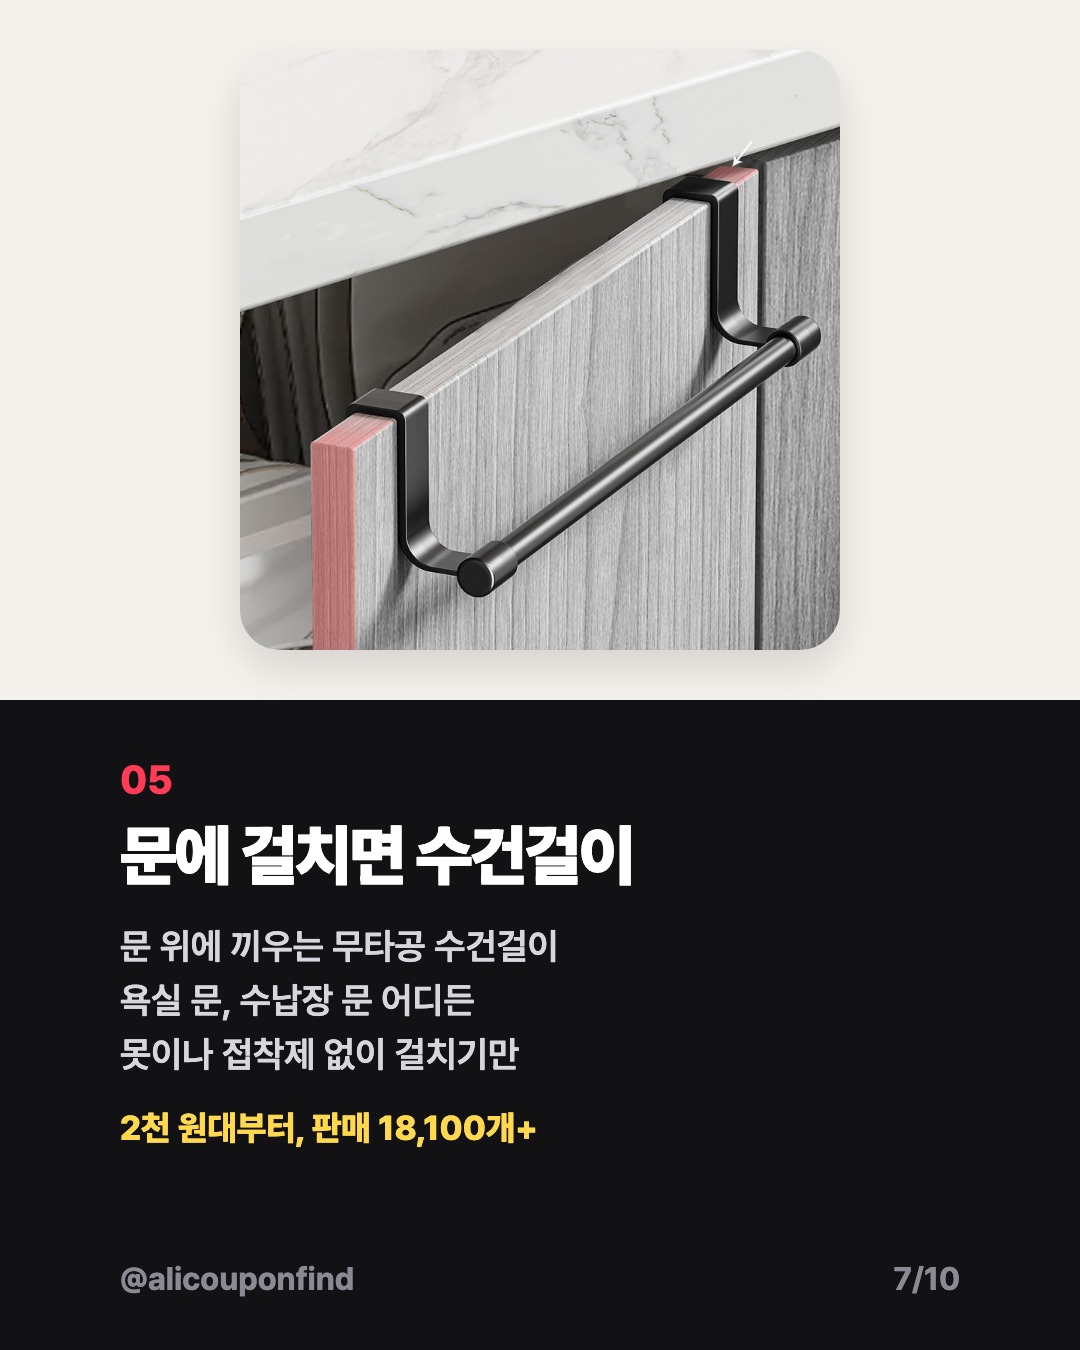 05
문에 걸치면 수건걸이
문 위에 끼우는 무타공 수건걸이
욕실 문, 수납장 문 어디든
못이나 접착제 없이 걸치기만
2천 원대부터, 판매 18,100개+
@alicouponfind
7/10